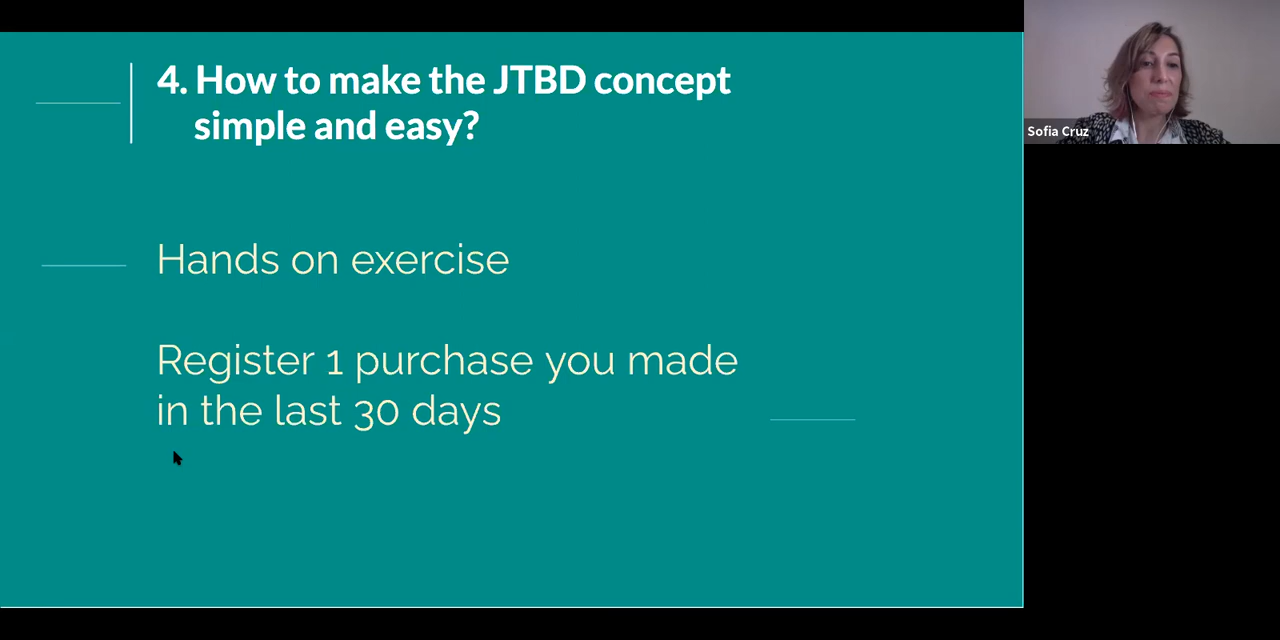 4. How to make the JTBD concept
simple and easy?
Hands on exercise
Register 1 purchase you made
in the last 30 days
Sofia Cruz